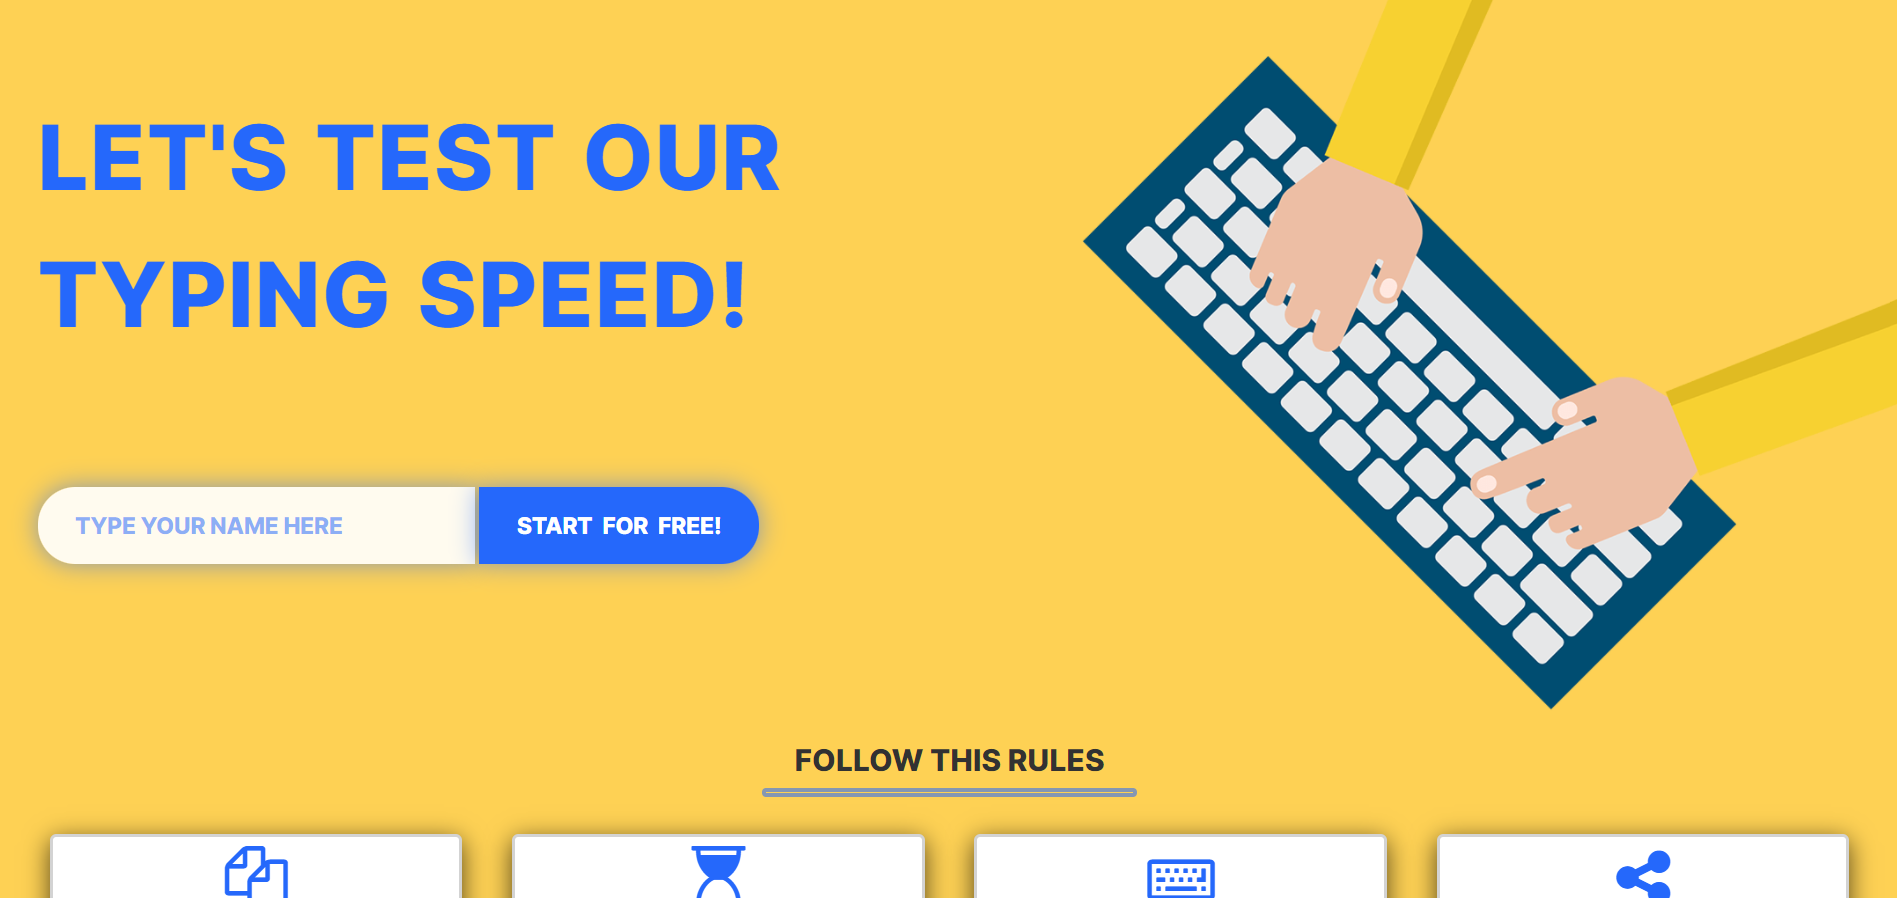 LET'S TEST OUR
TYPING SPEED!
TYPE YOUR NAME HERE
START FOR FREE!
FOLLOW THIS RULES